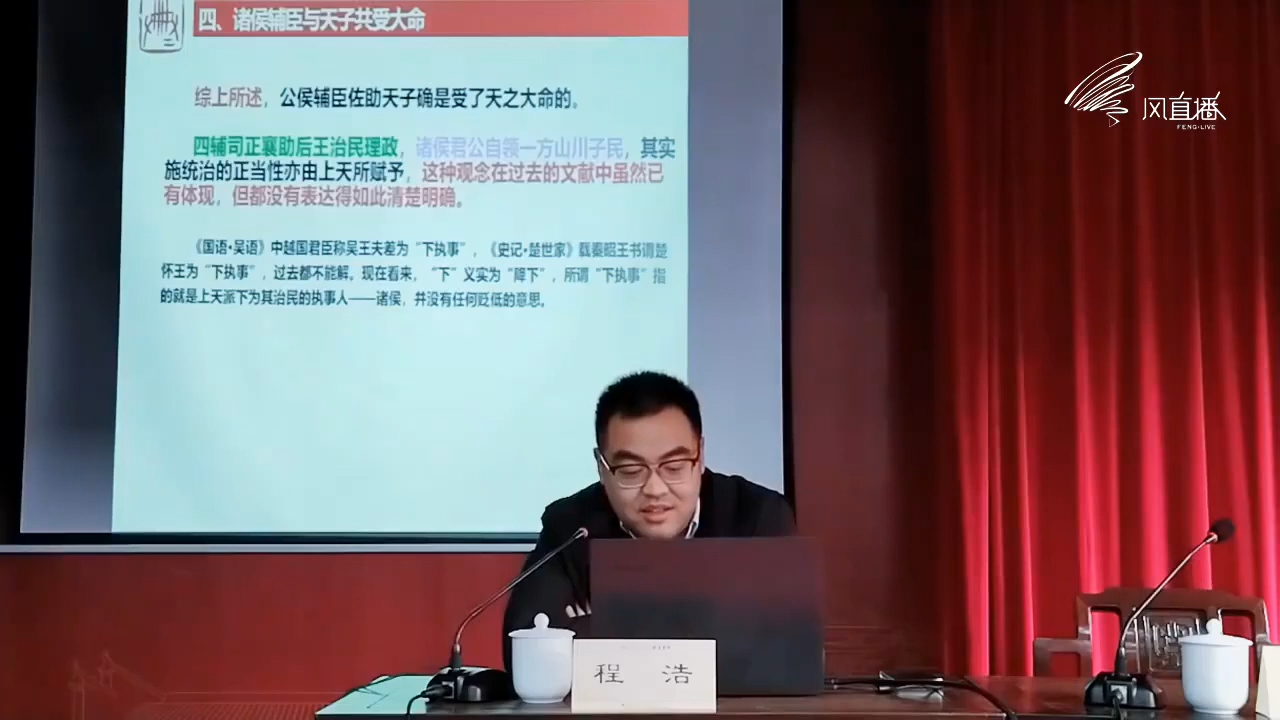 四、诸侯辅臣与天子共受大命
综上所述，公侯辅臣佐助天子确是受了天之大命的。
四辅司正襄助后王治民理政，诸侯君公自领一方山川子民，其实
施统治的正当性亦由上天所赋予，这种观念在过去的文献中虽然已
有体现，但都没有表达得如此清楚明确。
《国语·吴语》中越国君臣称吴王夫差为“下执事”，《史记·楚世家》载秦昭王书谓楚
怀王为“下执事”，过去都不能解。现在看来，“下”义实为“降下”，所谓“下执事”指
的就是上天派下为其治民的执事人——诸侯，并没有任何贬低的意思。
风直播
FENG·LIVE
程 浩